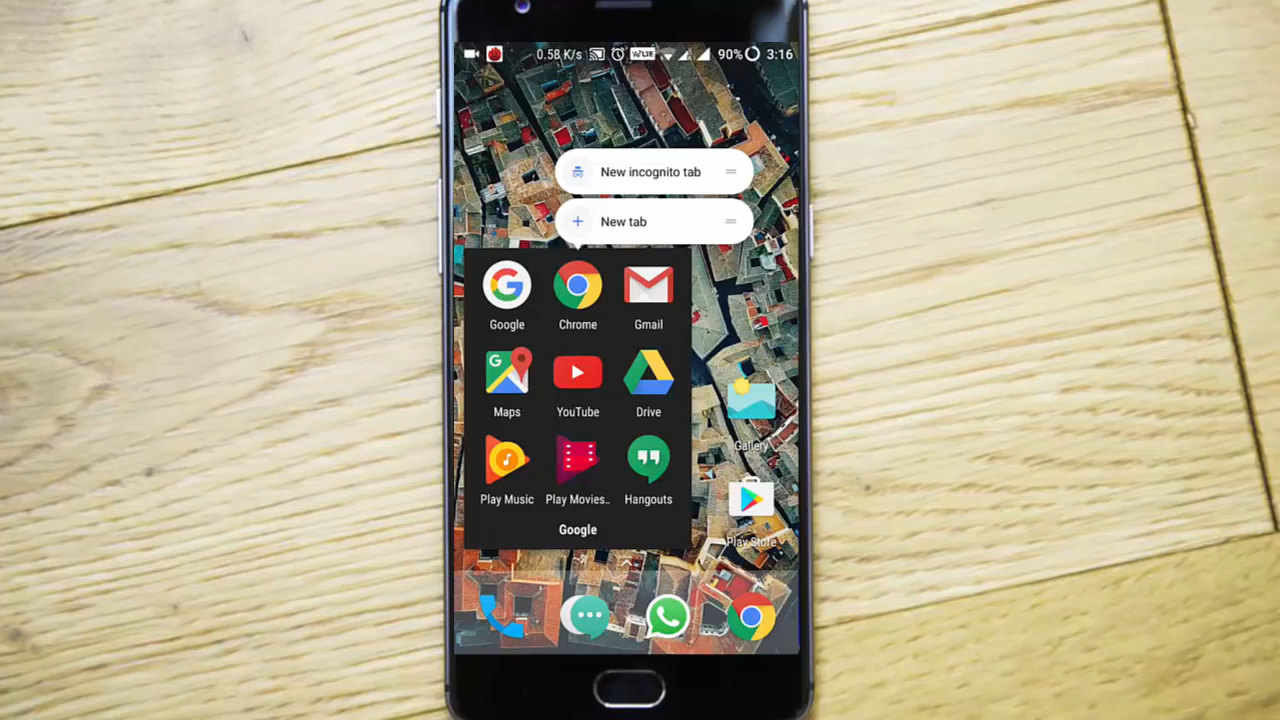 0.58 K/s VoLTE 90% 3:16
New incognito tab
New tab
Google Chrome Gmail
G
Maps YouTube Drive
Gallery
Play Music Play Movies.. Hangouts
Google
Play Store